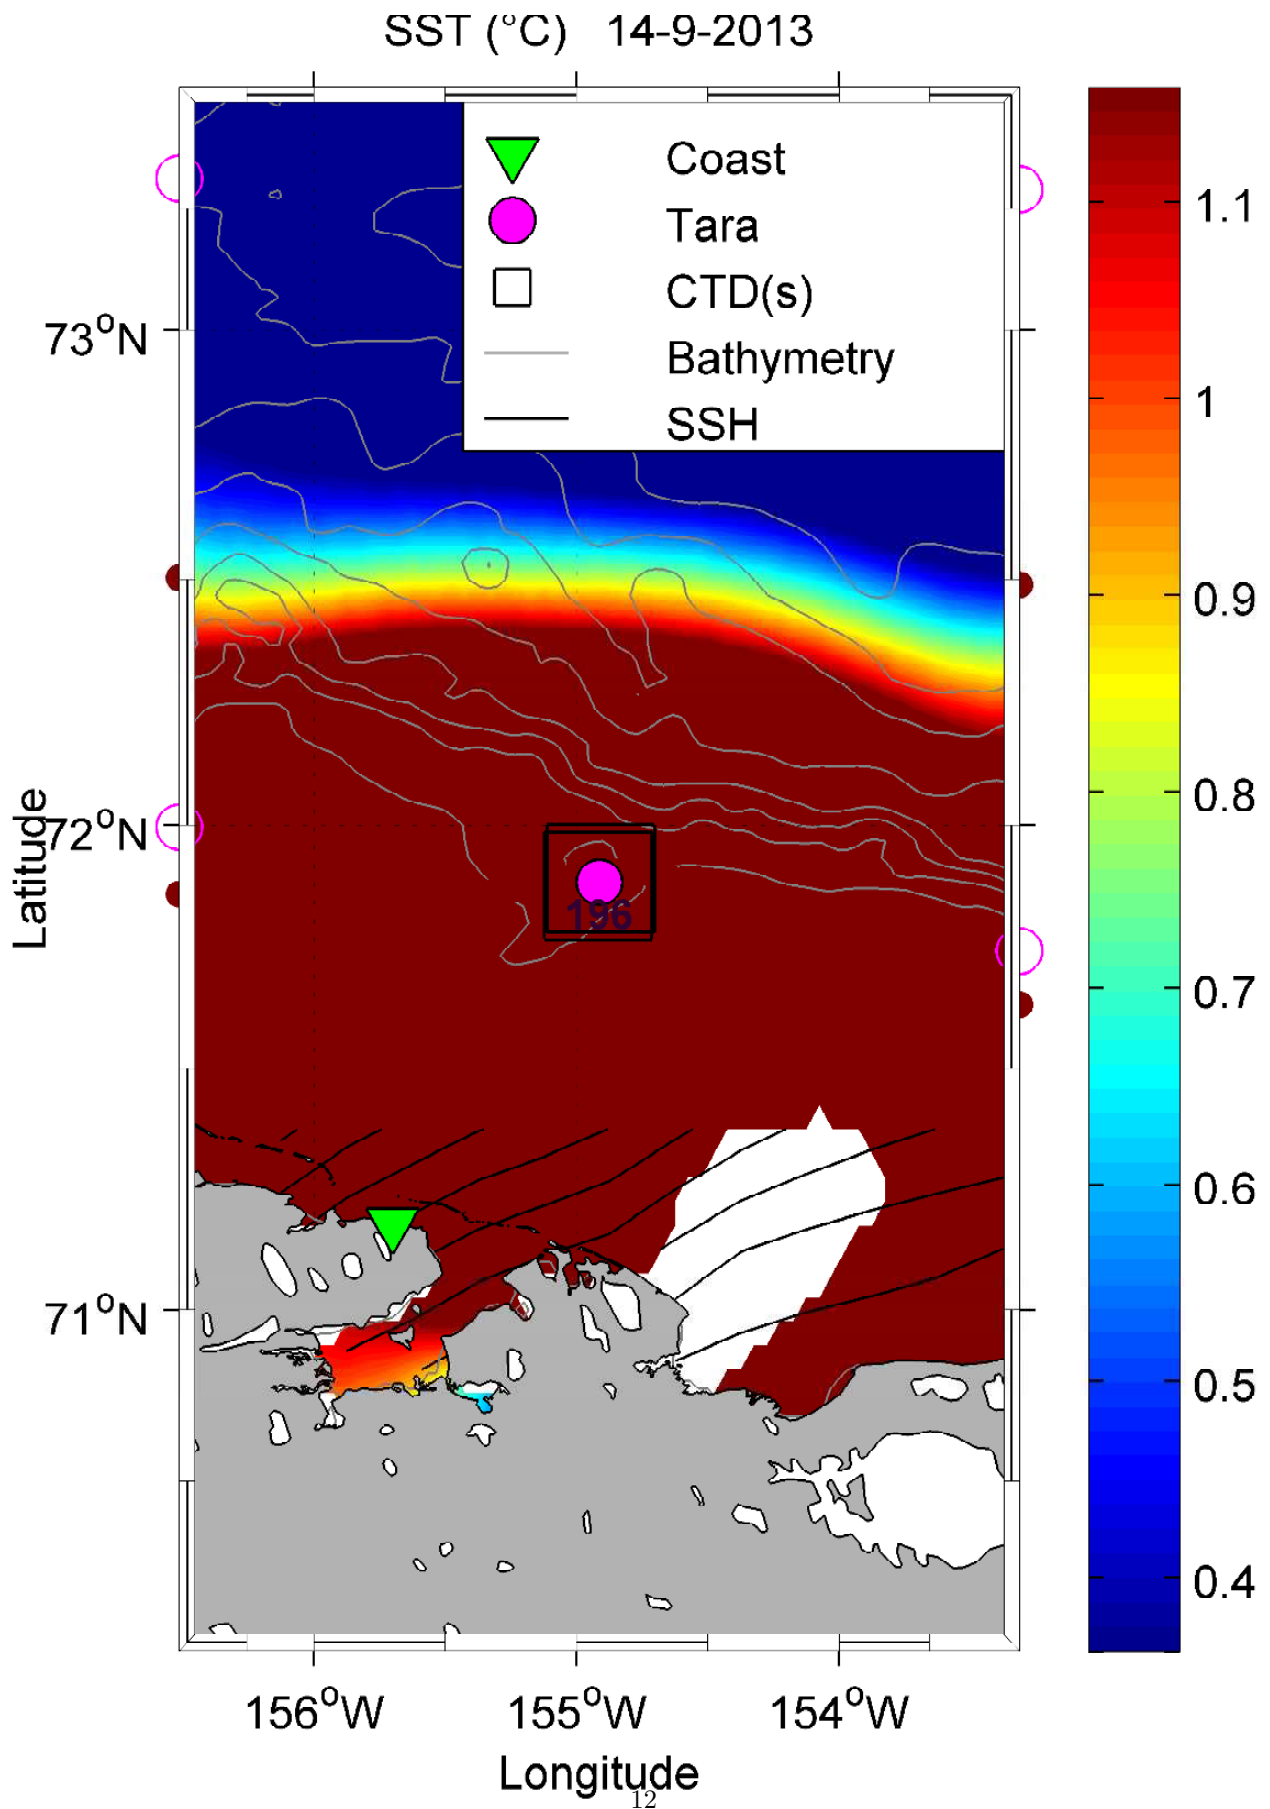 SST (°C) 14-9-2013
Coast
Tara
CTD(s)
Bathymetry
SSH
73°N
72°N
71°N
Latitude
196
156°W
155°W
154°W
Longitude
1.1
1
0.9
0.8
0.7
0.6
0.5
0.4
12